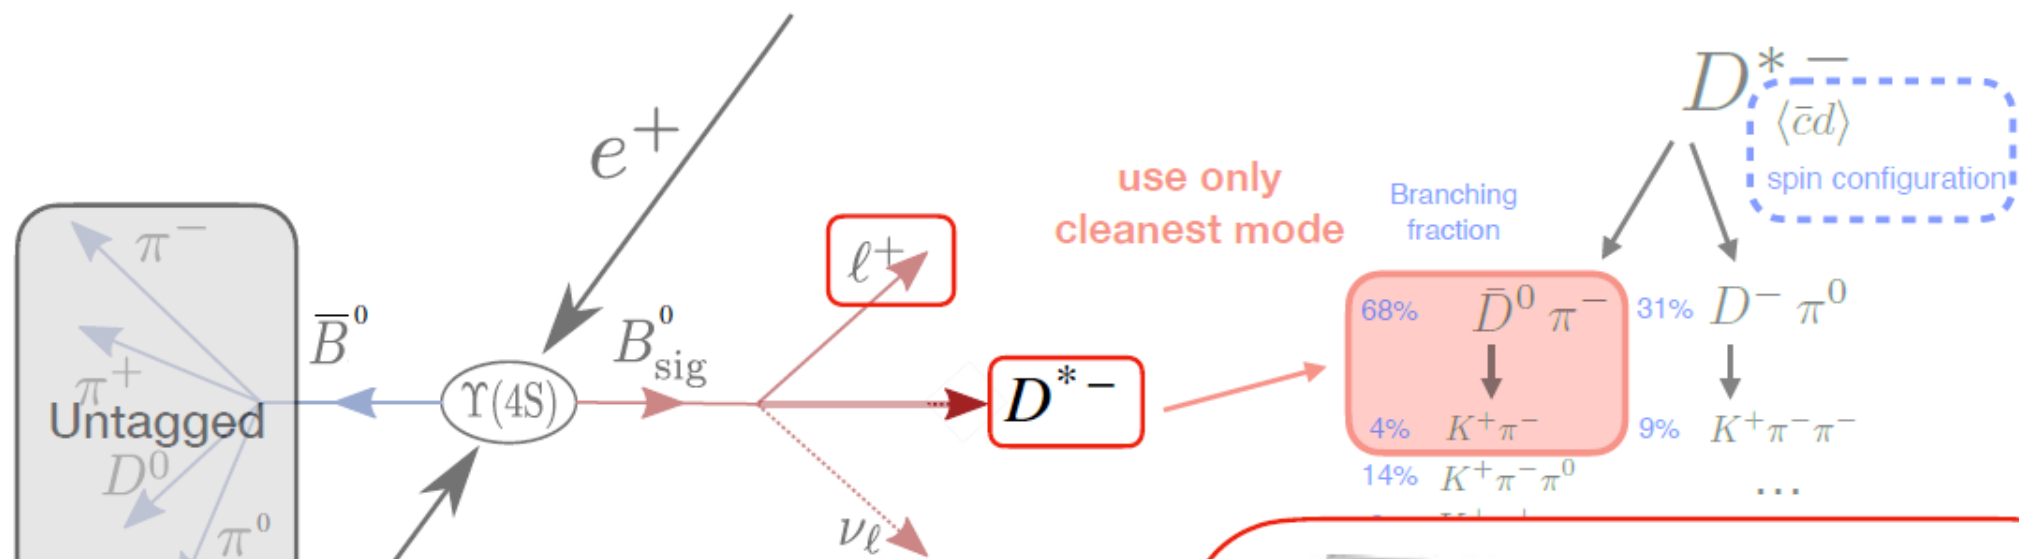 D*−
⟨c̄d⟩
spin configuration
e⁺
use only
cleanest mode
Branching
fraction
π⁻
ℓ⁺
B̄⁰
B⁰sig
Υ(4S)
68% D̄⁰ π⁻
31% D⁻ π⁰
π⁺
Untagged
D*−
4% K⁺π⁻
9% K⁺π⁻π⁻
D⁰
14% K⁺π⁻π⁰
...
π⁰
νℓ